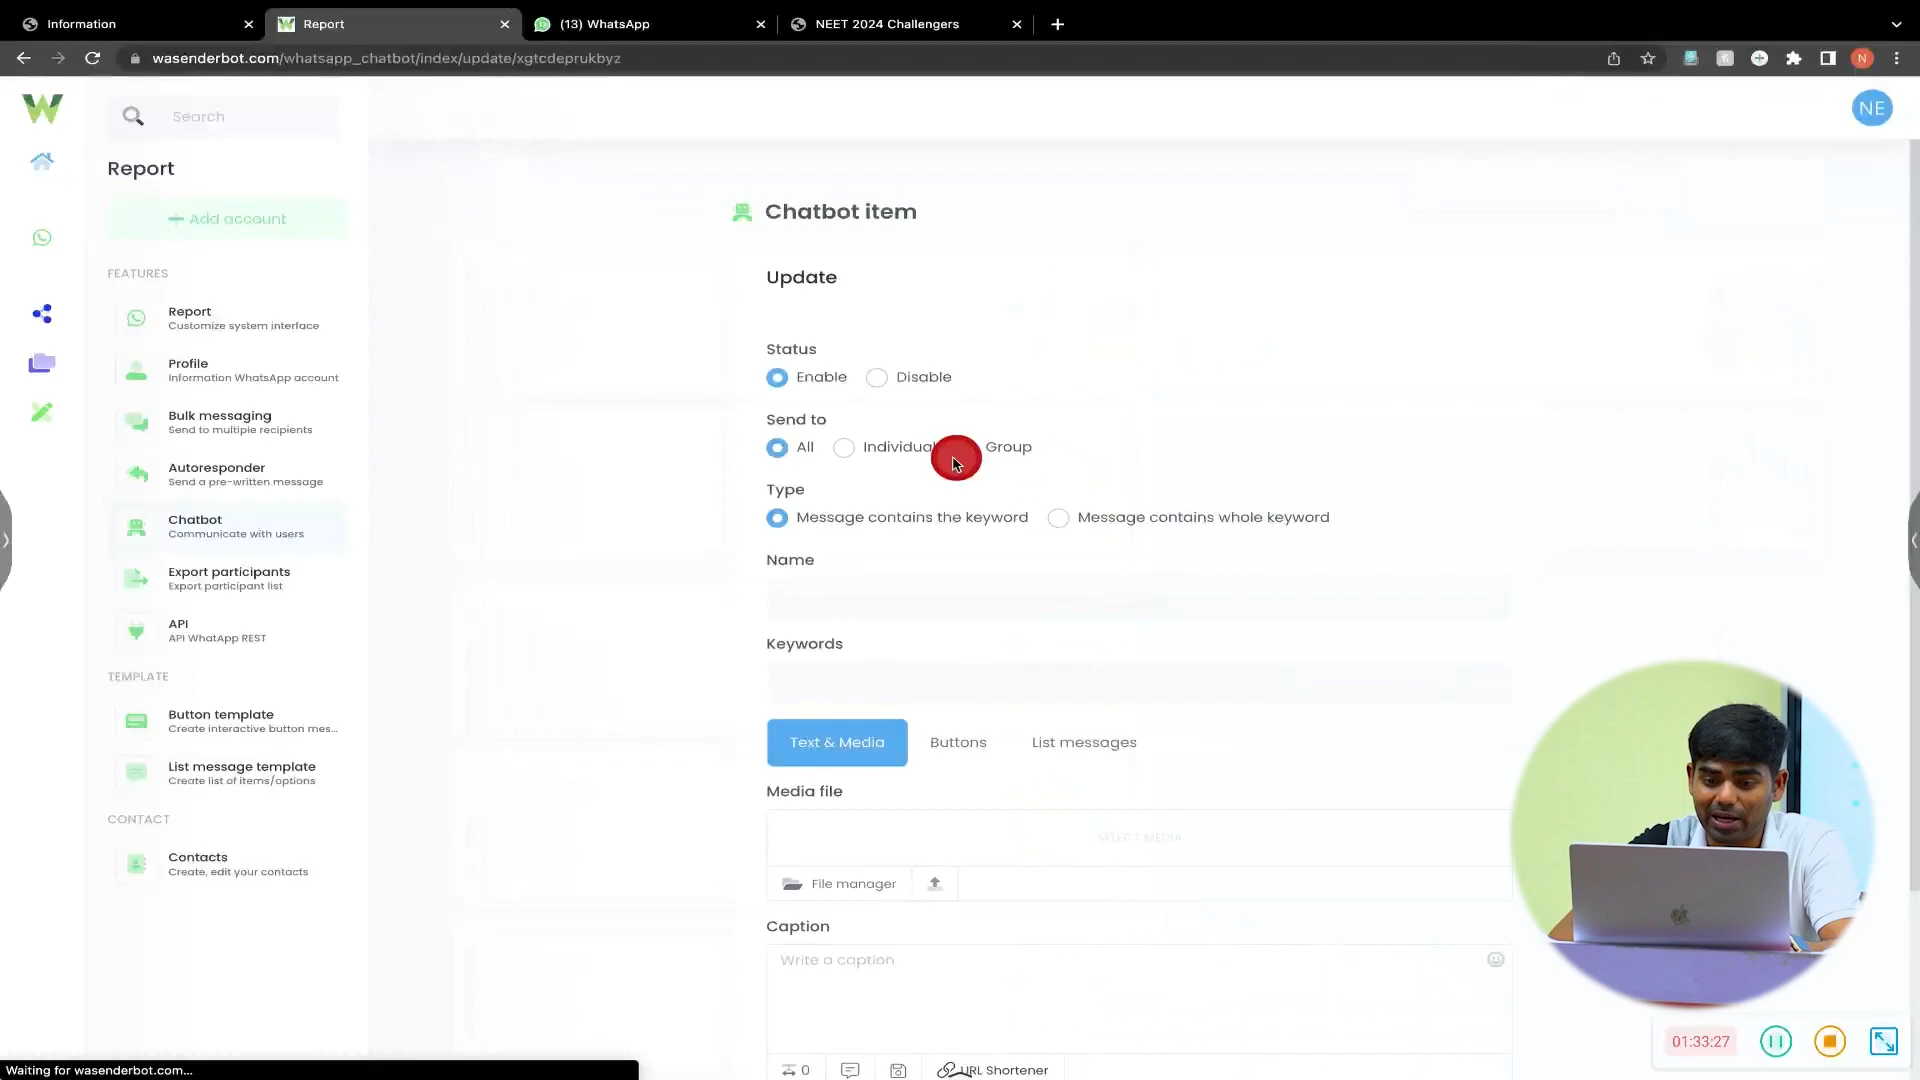 Information
Report
(13) WhatsApp
NEET 2024 Challengers
wasenderbot.com/whatsapp_chatbot/index/update/xgtcdeprukbyz
N
Search
NE
Report
+ Add account
FEATURES
Report
Customize system interface
Profile
Information WhatsApp account
Bulk messaging
Send to multiple recipients
Autoresponder
Send a pre-written message
Chatbot
Communicate with users
Export participants
Export participant list
API
API WhatApp REST
TEMPLATE
Button template
Create interactive button mes...
List message template
Create list of items/options
CONTACT
Contacts
Create, edit your contacts
Chatbot item
Update
Status
Enable Disable
Send to
All Individual Group
Type
Message contains the keyword Message contains whole keyword
Name
Keywords
Text & Media Buttons List messages
Media file
SELECT MEDIA
File manager
Caption
Write a caption
0 URL Shortener
01:33:27
Waiting for wasenderbot.com...